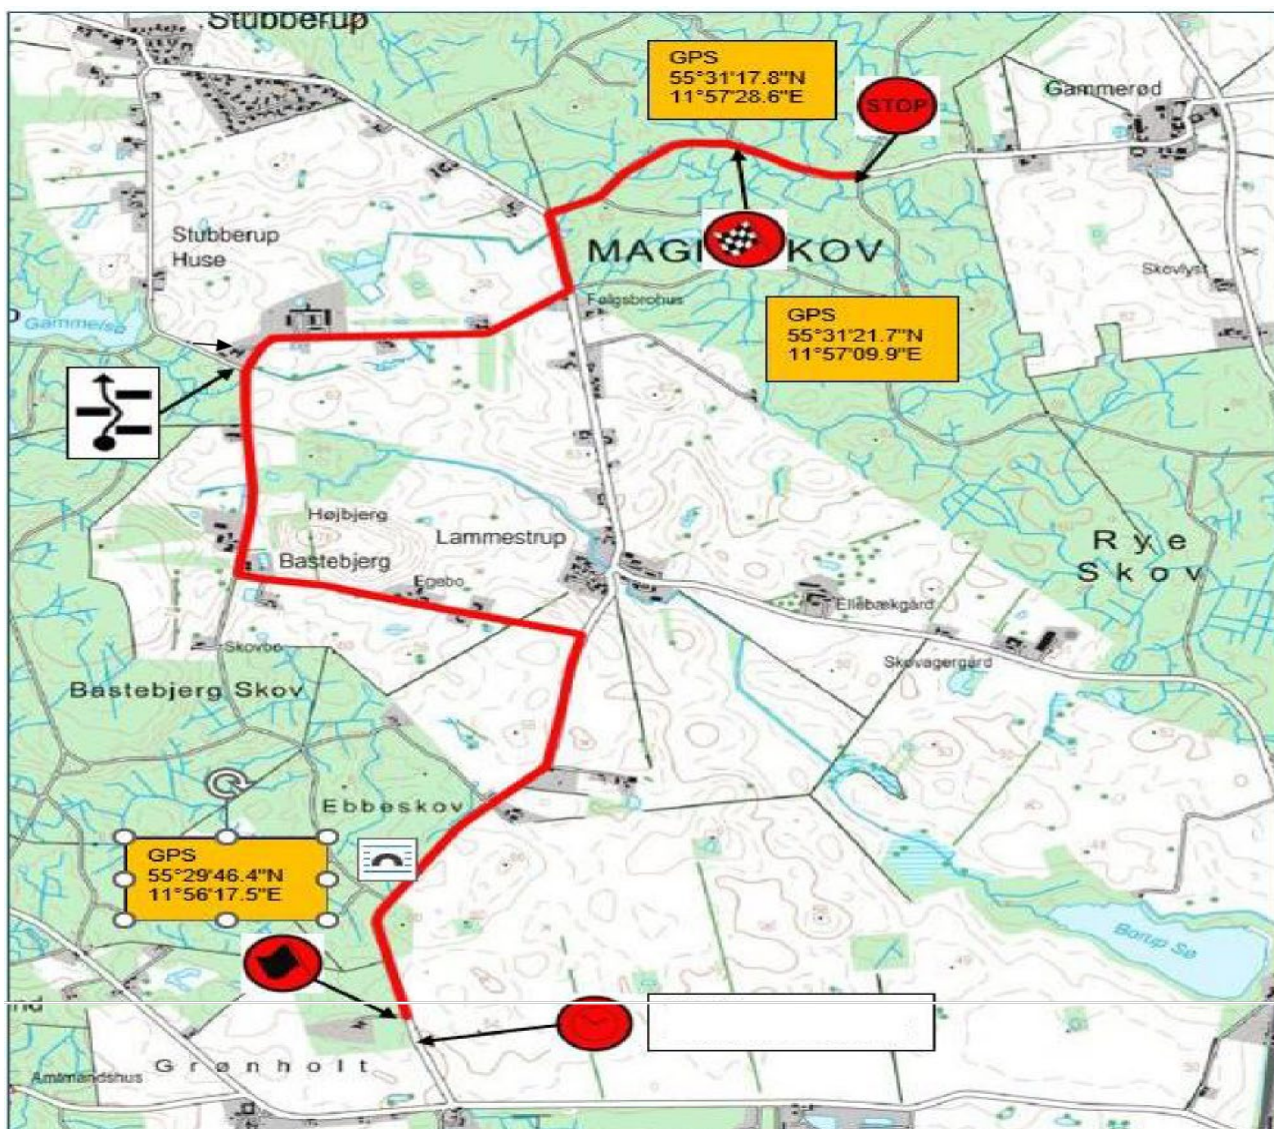 Stubberup
GPS
55°31'17.8"N
11°57'28.6"E
STOP
Gammerød
Stubberup
Huse
MAGI KOV
Skovlyst
Følgsbrohus
GPS
55°31'21.7"N
11°57'09.9"E
Gammelsø
Højbjerg
Lammestrup
Bastebjerg
Egebo
Rye
Skov
Ellebækgård
Skovbo
Skovagergård
Bastebjerg Skov
Ebbeskov
GPS
55°29'46.4"N
11°56'17.5"E
Borup Sø
Grønholt
Amtmandshus